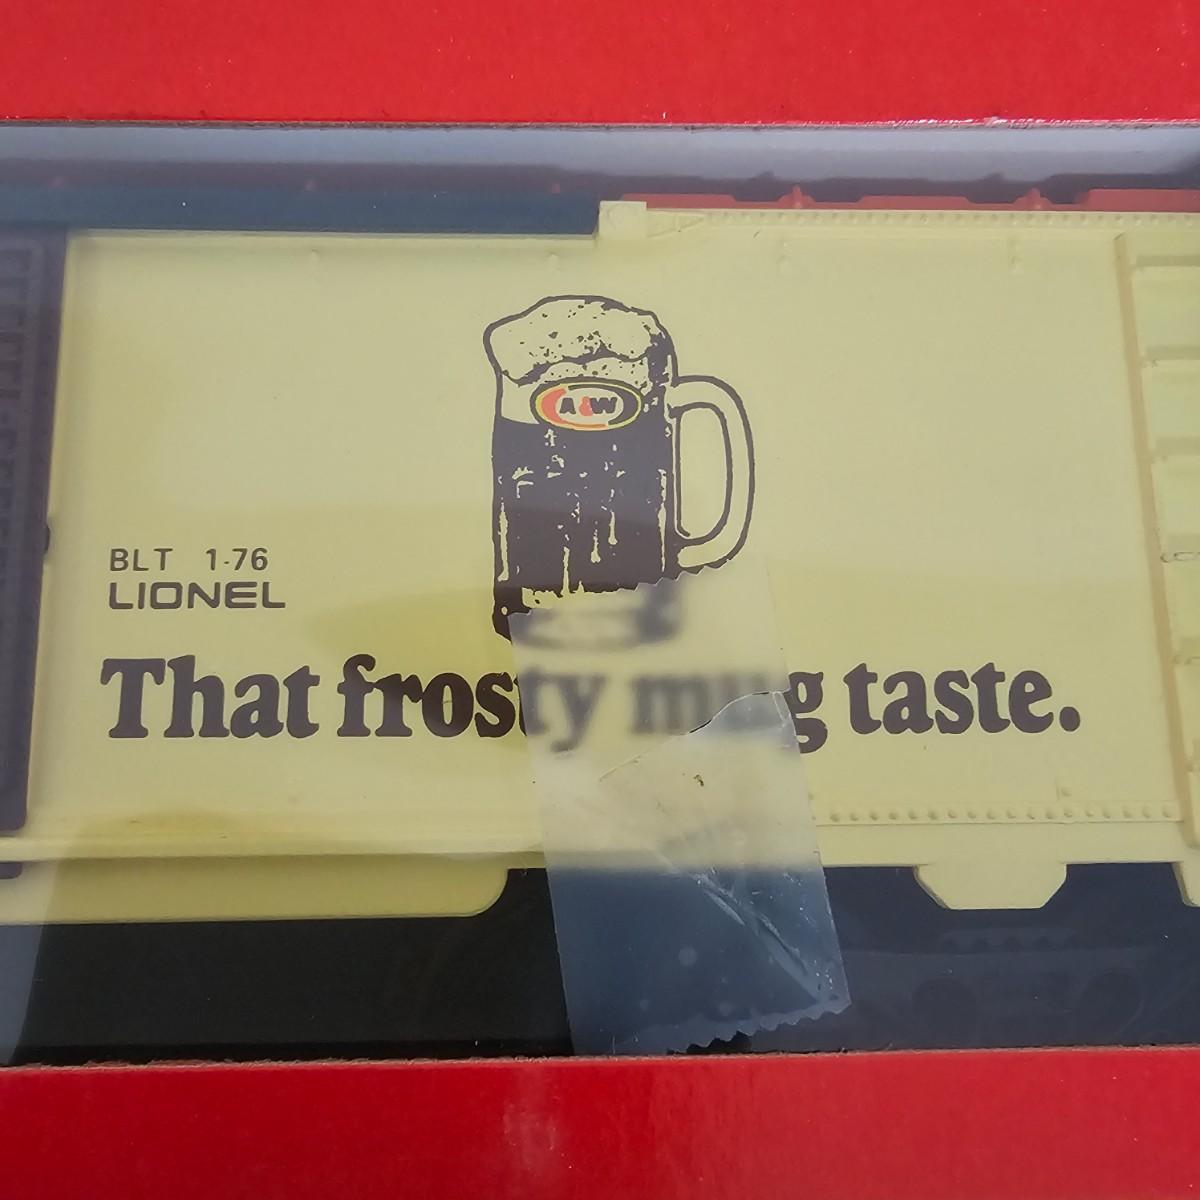 A&W
BLT 1-76
LIONEL
That frosty mug taste.